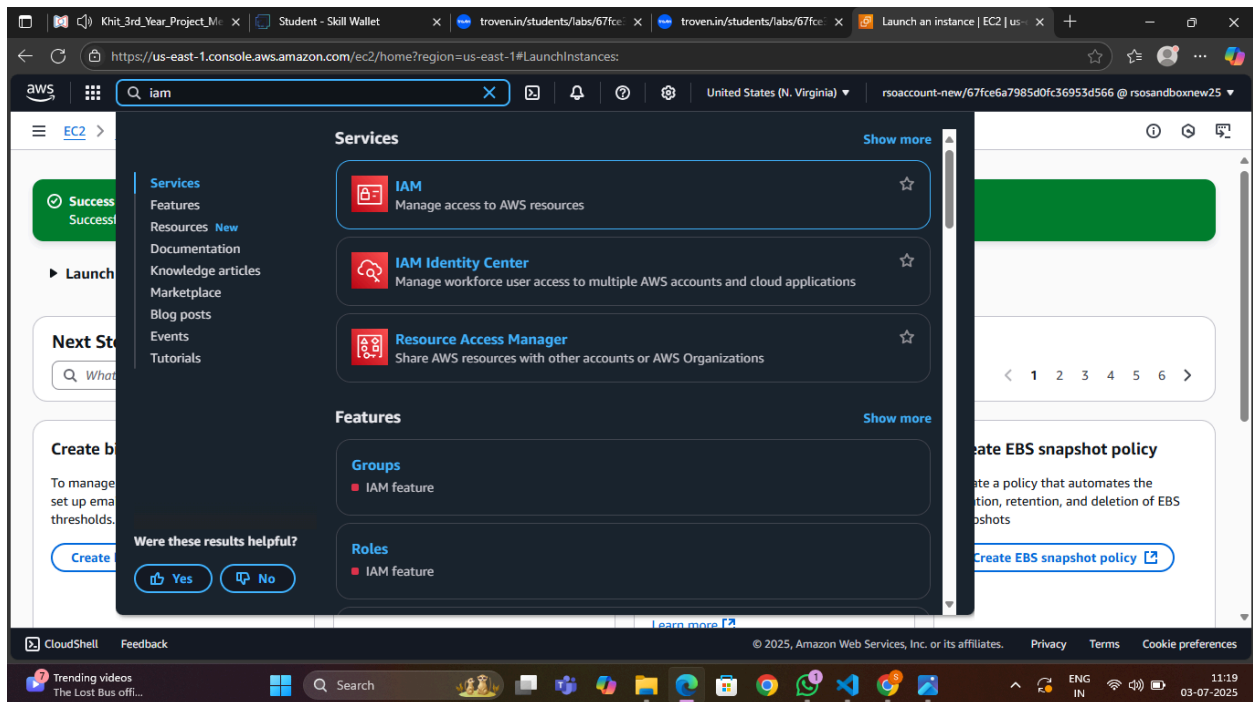 Khit_3rd_Year_Project_Me
Student - Skill Wallet
troven.in/students/labs/67fce
troven.in/students/labs/67fce
Launch an instance | EC2 | us-e
https://us-east-1.console.aws.amazon.com/ec2/home?region=us-east-1#LaunchInstances:
aws
iam
United States (N. Virginia)
rsoaccount-new/67fce6a7985d0fc36953d566 @ rsosandboxnew25
EC2
Services
Show more
Services
Features
Resources New
Documentation
Knowledge articles
Marketplace
Blog posts
Events
Tutorials
IAM
Manage access to AWS resources
IAM Identity Center
Manage workforce user access to multiple AWS accounts and cloud applications
Resource Access Manager
Share AWS resources with other accounts or AWS Organizations
Features
Show more
Groups
IAM feature
Roles
IAM feature
Were these results helpful?
Yes
No
Success
Successf
Launch
Next St
What
1 2 3 4 5 6
Create bi
To manage
set up ema
thresholds.
Create
eate EBS snapshot policy
ate a policy that automates the
ation, retention, and deletion of EBS
pshots
Create EBS snapshot policy
Learn more
CloudShell
Feedback
© 2025, Amazon Web Services, Inc. or its affiliates.
Privacy
Terms
Cookie preferences
7
Trending videos
The Lost Bus offi...
Search
9
S
ENG
IN
11:19
03-07-2025